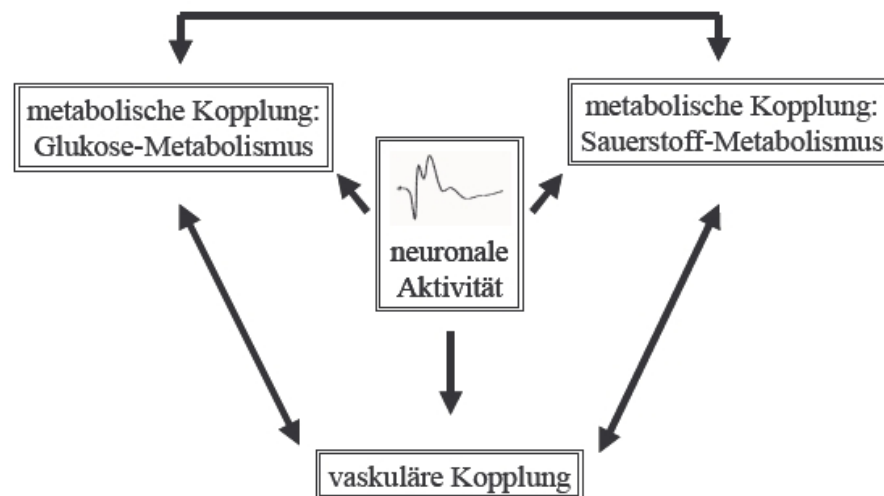 metabolische Kopplung:
Glukose-Metabolismus
metabolische Kopplung:
Sauerstoff-Metabolismus
neuronale
Aktivität
vaskuläre Kopplung